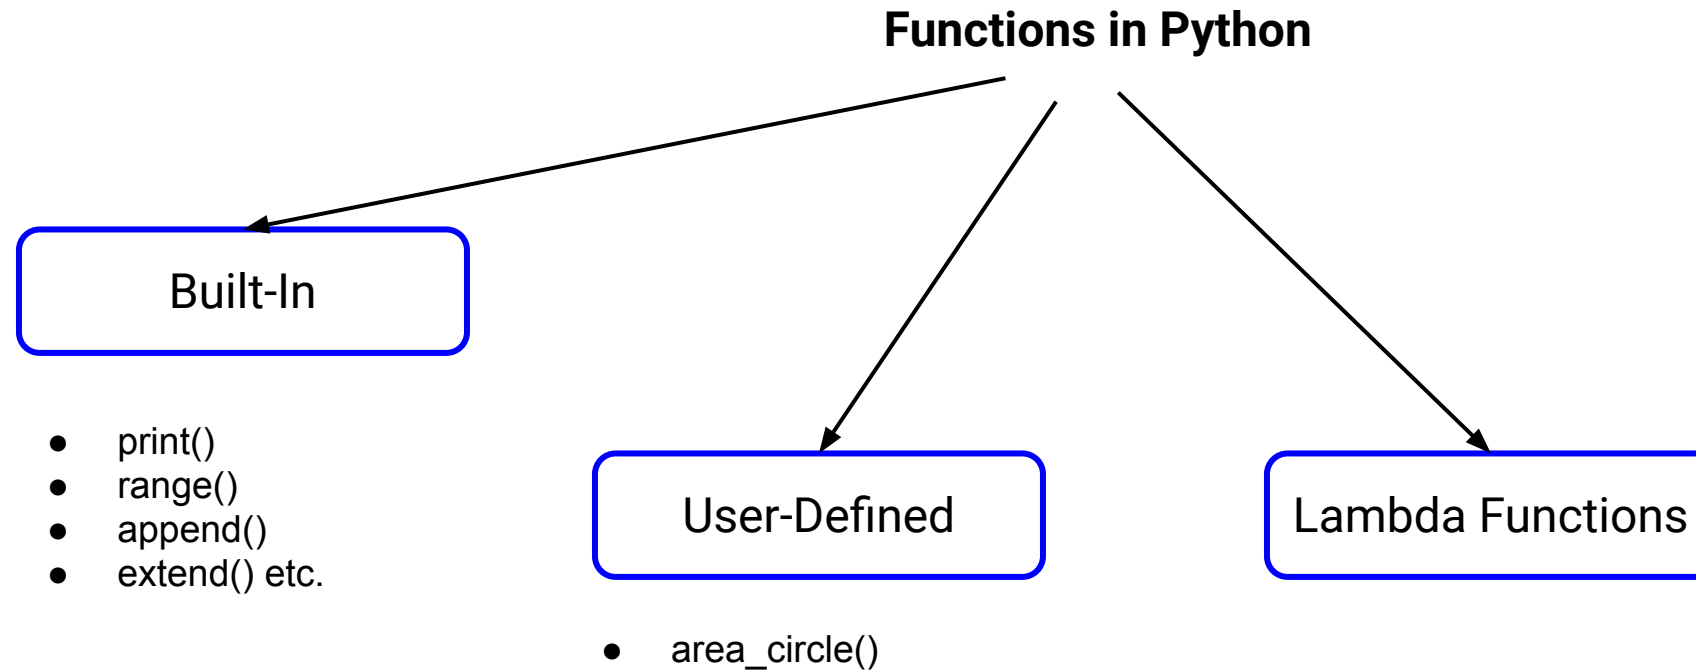 Functions in Python
Built-In
● print()
● range()
● append()
● extend() etc.
User-Defined
● area_circle()
Lambda Functions